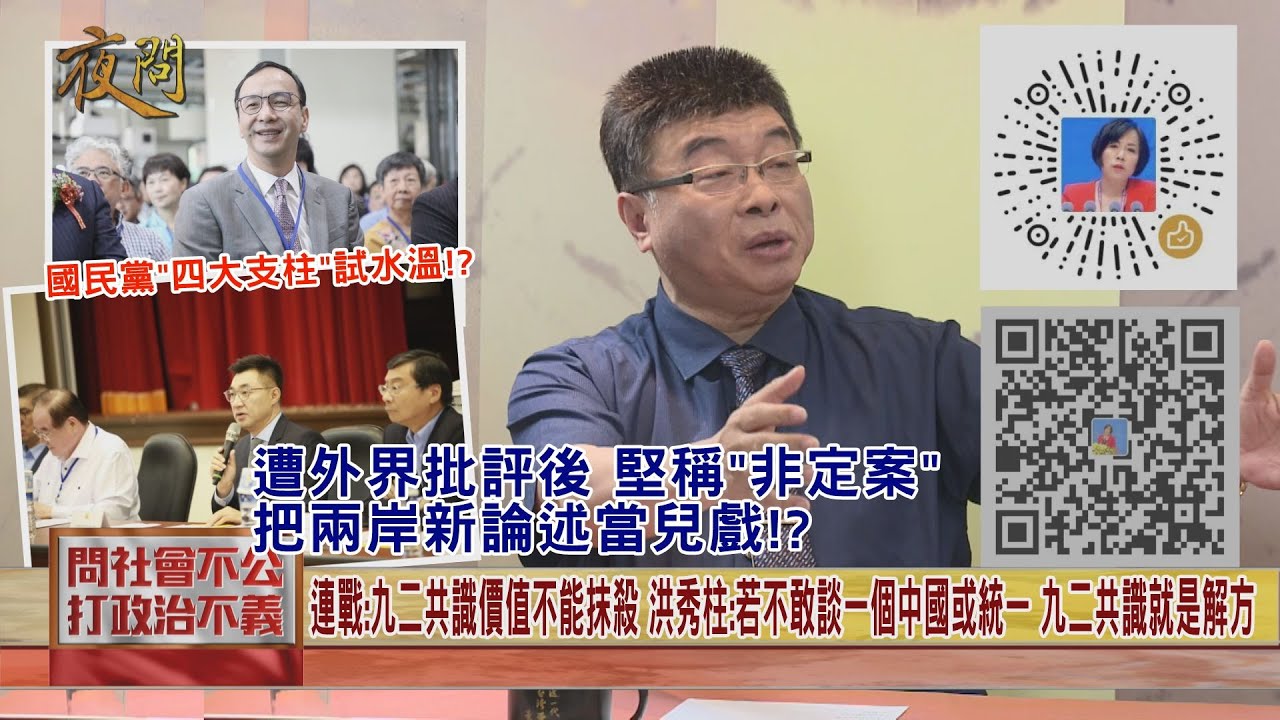 夜問
國民黨"四大支柱"試水溫!?
遭外界批評後 堅稱"非定案"
把兩岸新論述當兒戲!?
問社會不公
打政治不義
連戰:九二共識價值不能抹殺 洪秀柱:若不敢談一個中國或統一 九二共識就是解方